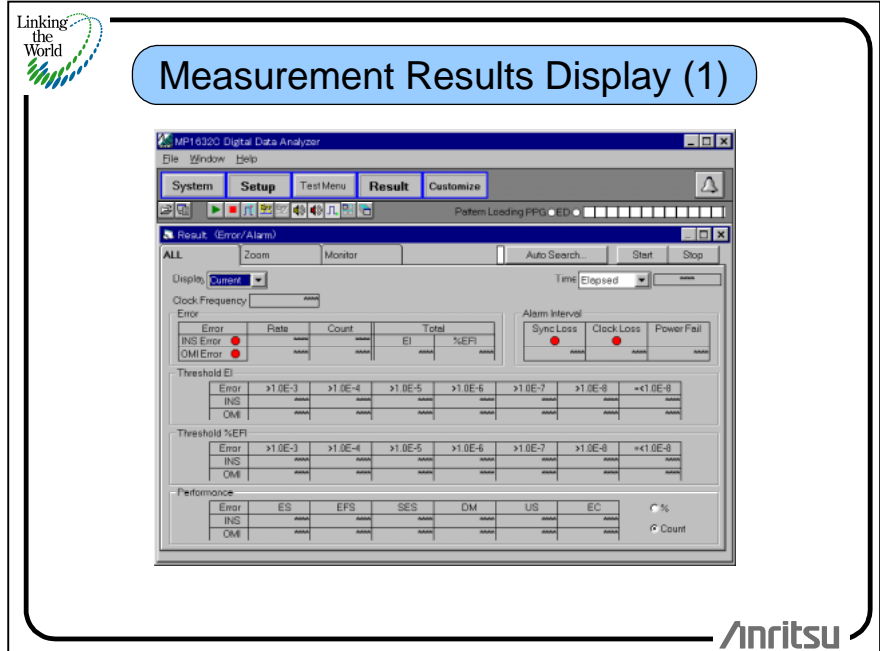 Linking
the
World
Measurement Results Display (1)
MP1632C Digital Data Analyzer
File Window Help
System Setup Test Menu Result Customize
Pattern Loading PPG ED
Result (Error/Alarm)
ALL Zoom Monitor Auto Search... Start Stop
Display Current Time Elapsed
Clock Frequency
Error Alarm Interval
Error Rate Count Total Sync Loss Clock Loss Power Fail
INS Error EI %EFI
OMI Error
Threshold EI
Error >1.0E-3 >1.0E-4 >1.0E-5 >1.0E-6 >1.0E-7 >1.0E-8 =<1.0E-8
INS
OMI
Threshold %EFI
Error >1.0E-3 >1.0E-4 >1.0E-5 >1.0E-6 >1.0E-7 >1.0E-8 =<1.0E-8
INS
OMI
Performance
Error ES EFS SES DM US EC %
INS
OMI Count
Anritsu